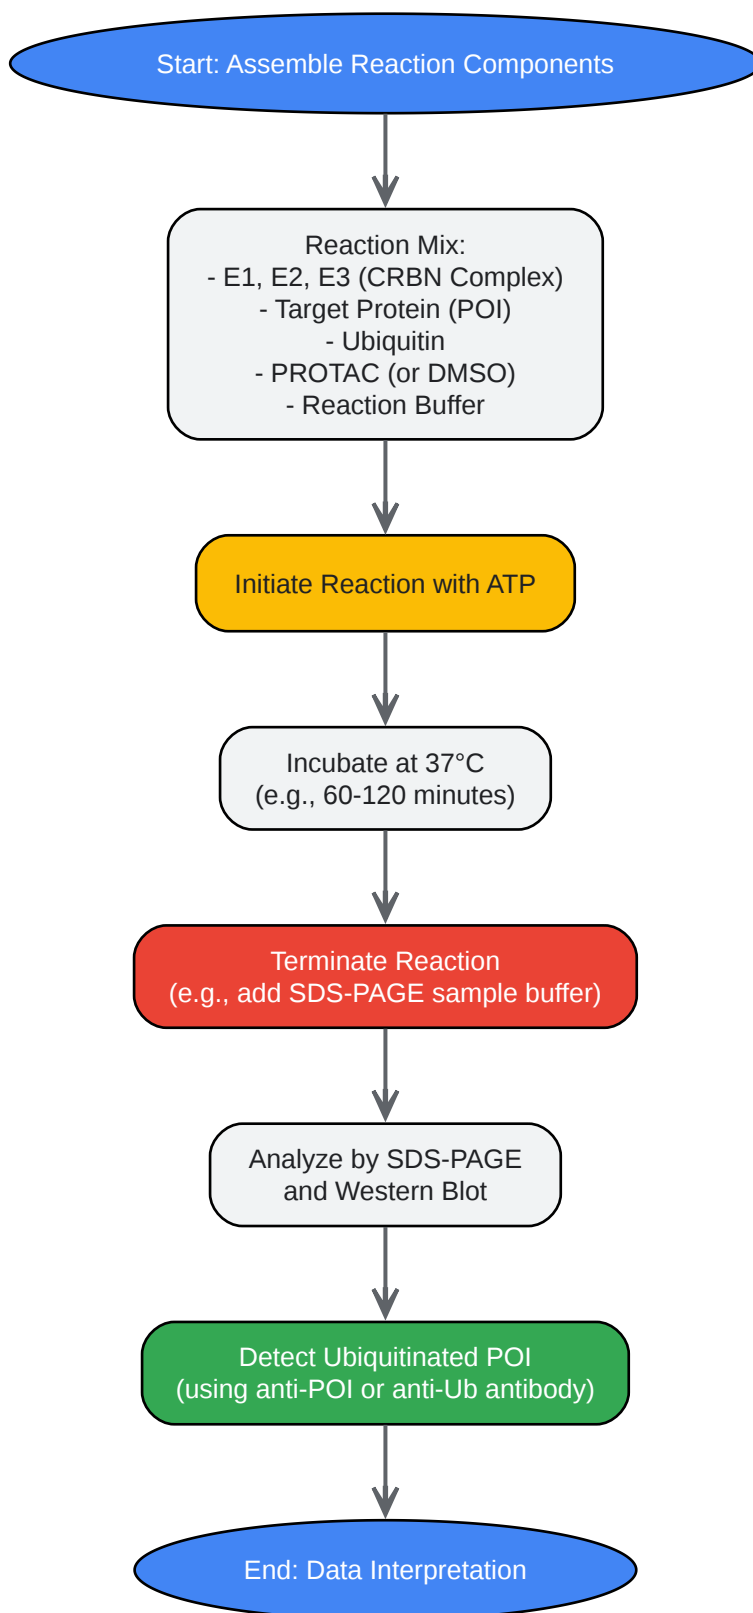 Start: Assemble Reaction Components
Reaction Mix:
- E1, E2, E3 (CRBN Complex)
- Target Protein (POI)
- Ubiquitin
- PROTAC (or DMSO)
- Reaction Buffer
Initiate Reaction with ATP
Incubate at 37°C
(e.g., 60-120 minutes)
Terminate Reaction
(e.g., add SDS-PAGE sample buffer)
Analyze by SDS-PAGE
and Western Blot
Detect Ubiquitinated POI
(using anti-POI or anti-Ub antibody)
End: Data Interpretation